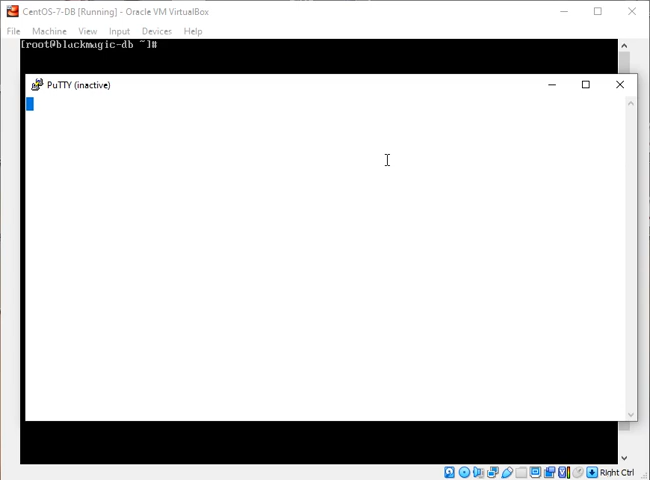 CentOS-7-DB [Running] - Oracle VM VirtualBox
File Machine View Input Devices Help
[root@blackmagic-db ~]#
PuTTY (inactive)
Right Ctrl